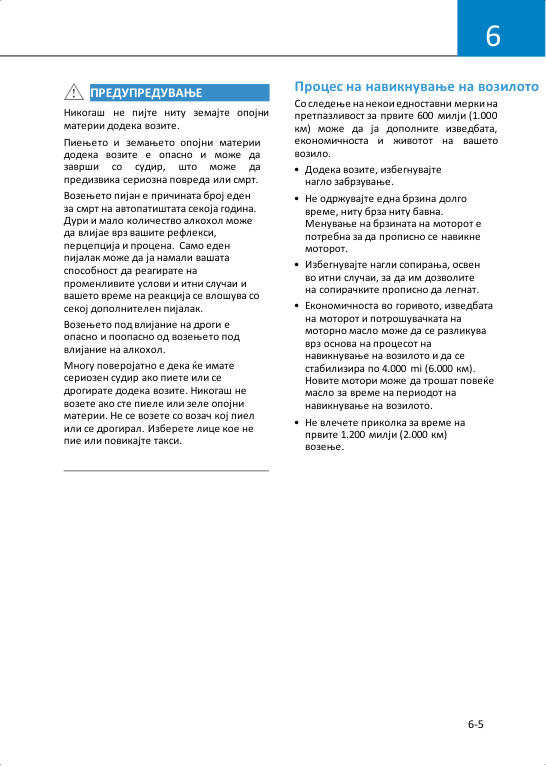 6
ПРЕДУПРЕДУВАЊЕ
Никогаш не пијте ниту земајте опојни
материи додека возите.
Пиењето и земањето опојни материи
додека возите е опасно и може да
заврши со судир, што може да
предизвика сериозна повреда или смрт.
Возењето пијан е причината број еден
за смрт на автопатиштата секоја година.
Дури и мало количество алкохол може
да влијае врз вашите рефлекси,
перцепција и процена. Само еден
пијалак може да ја намали вашата
способност да реагирате на
променливите услови и итни случаи и
вашето време на реакција се влошува со
секој дополнителен пијалак.
Возењето под влијание на дроги е
опасно и поопасно од возењето под
влијание на алкохол.
Многу поверојатно е дека ќе имате
сериозен судир ако пиете или се
дрогирате додека возите. Никогаш не
возете ако сте пиеле или зеле опојни
материи. Не се возете со возач кој пиел
или се дрогирал. Изберете лице кое не
пие или повикајте такси.
Процес на навикнување на возилото
Со следење на некои едноставни мерки на
претпазливост за првите 600 милји (1.000
км) може да ја дополните изведбата,
економичноста и животот на вашето
возило.
• Додека возите, избегнувајте
нагло забрзување.
• Не одржувајте една брзина долго
време, ниту брза ниту бавна.
Менување на брзината на моторот е
потребна за да прописно се навикне
моторот.
• Избегнувајте нагли сопирања, освен
во итни случаи, за да им дозволите
на сопирачките прописно да легнат.
• Економичноста во горивото, изведбата
на моторот и потрошувачката на
моторно масло може да се разликува
врз основа на процесот на
навикнување на возилото и да се
стабилизира по 4.000 mi (6.000 км).
Новите мотори може да трошат повеќе
масло за време на периодот на
навикнување на возилото.
• Не влечете приколка за време на
првите 1.200 милји (2.000 км)
возење.
6-5